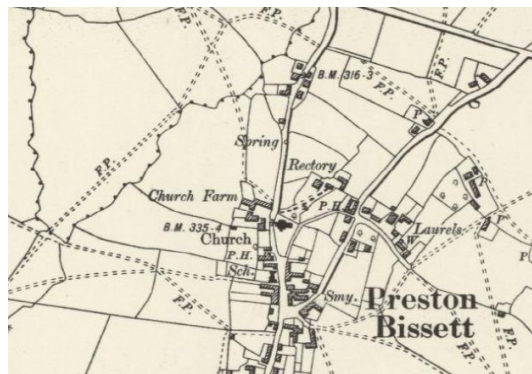 B.M. 316·3
F.P.
P
F.P.
F.P.
Spring
Rectory
P
Church Farm
P.H.
Laurels
W
P
B.M. 335·4
Church
P.H.
Sch.
P
F.P.
Smy.
Preston
Bissett
F.P.
F.P.